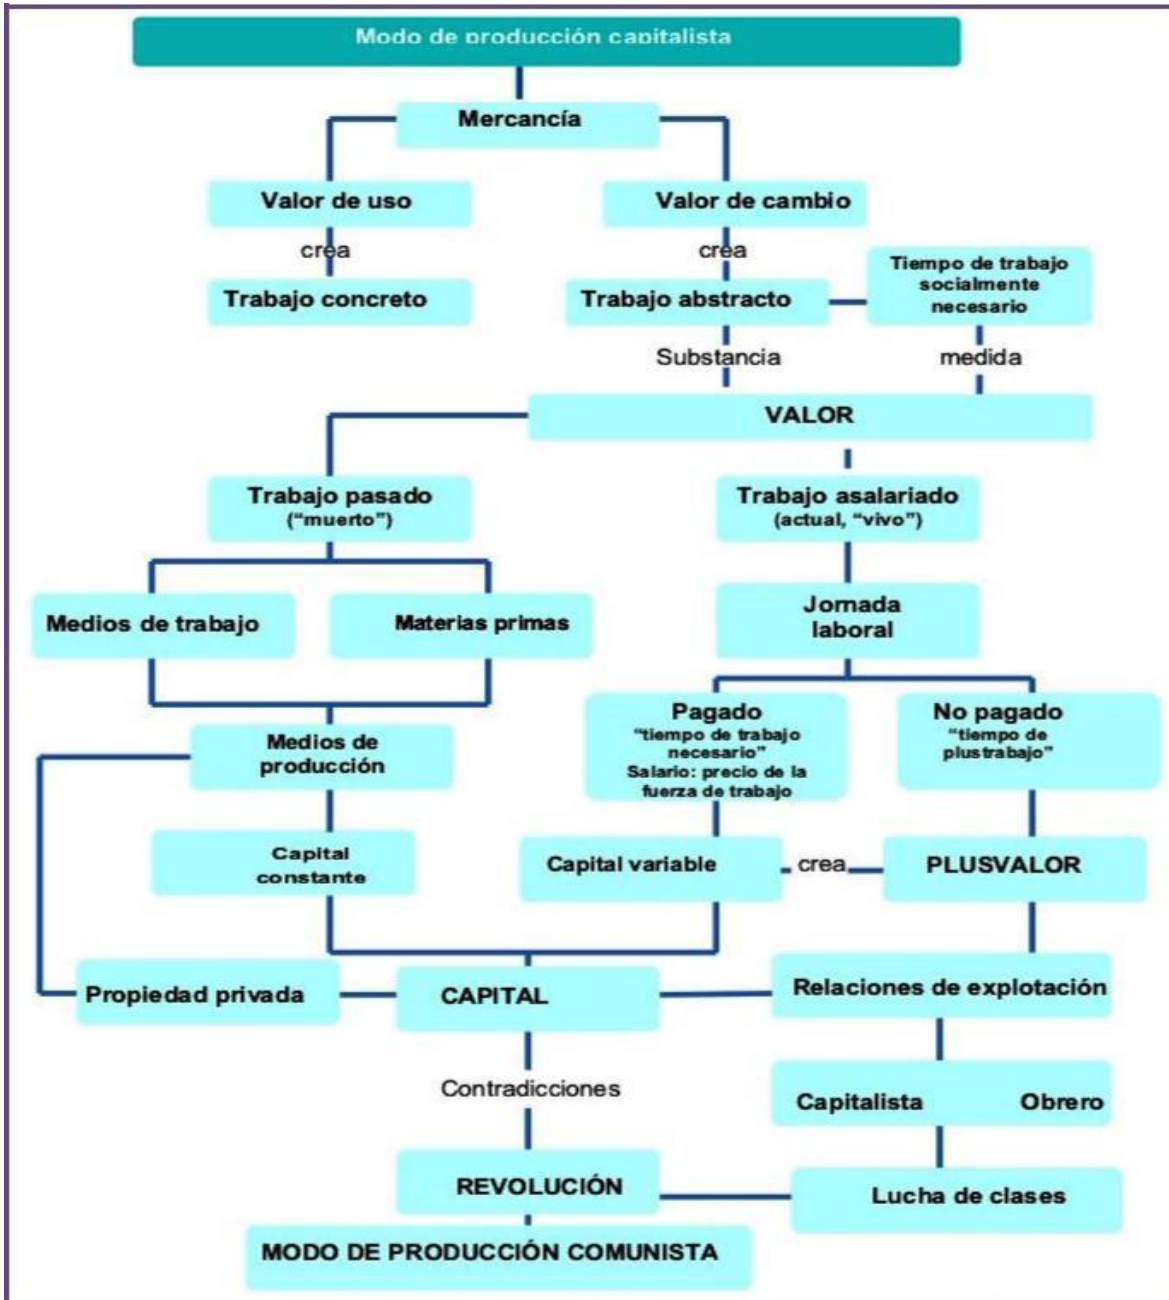 Modo de producción capitalista
Mercancía
Valor de uso
Valor de cambio
crea
crea
Tiempo de trabajo
socialmente
necesario
Trabajo concreto
Trabajo abstracto
Substancia
medida
VALOR
Trabajo pasado
(“muerto”)
Trabajo asalariado
(actual, “vivo”)
Medios de trabajo
Materias primas
Jornada
laboral
Pagado
“tiempo de trabajo
necesario”
Salario: precio de la
fuerza de trabajo
No pagado
“tiempo de
plustrabajo”
Medios de
producción
Capital
constante
Capital variable
crea
PLUSVALOR
Propiedad privada
CAPITAL
Relaciones de explotación
Contradicciones
Capitalista
Obrero
REVOLUCIÓN
Lucha de clases
MODO DE PRODUCCIÓN COMUNISTA